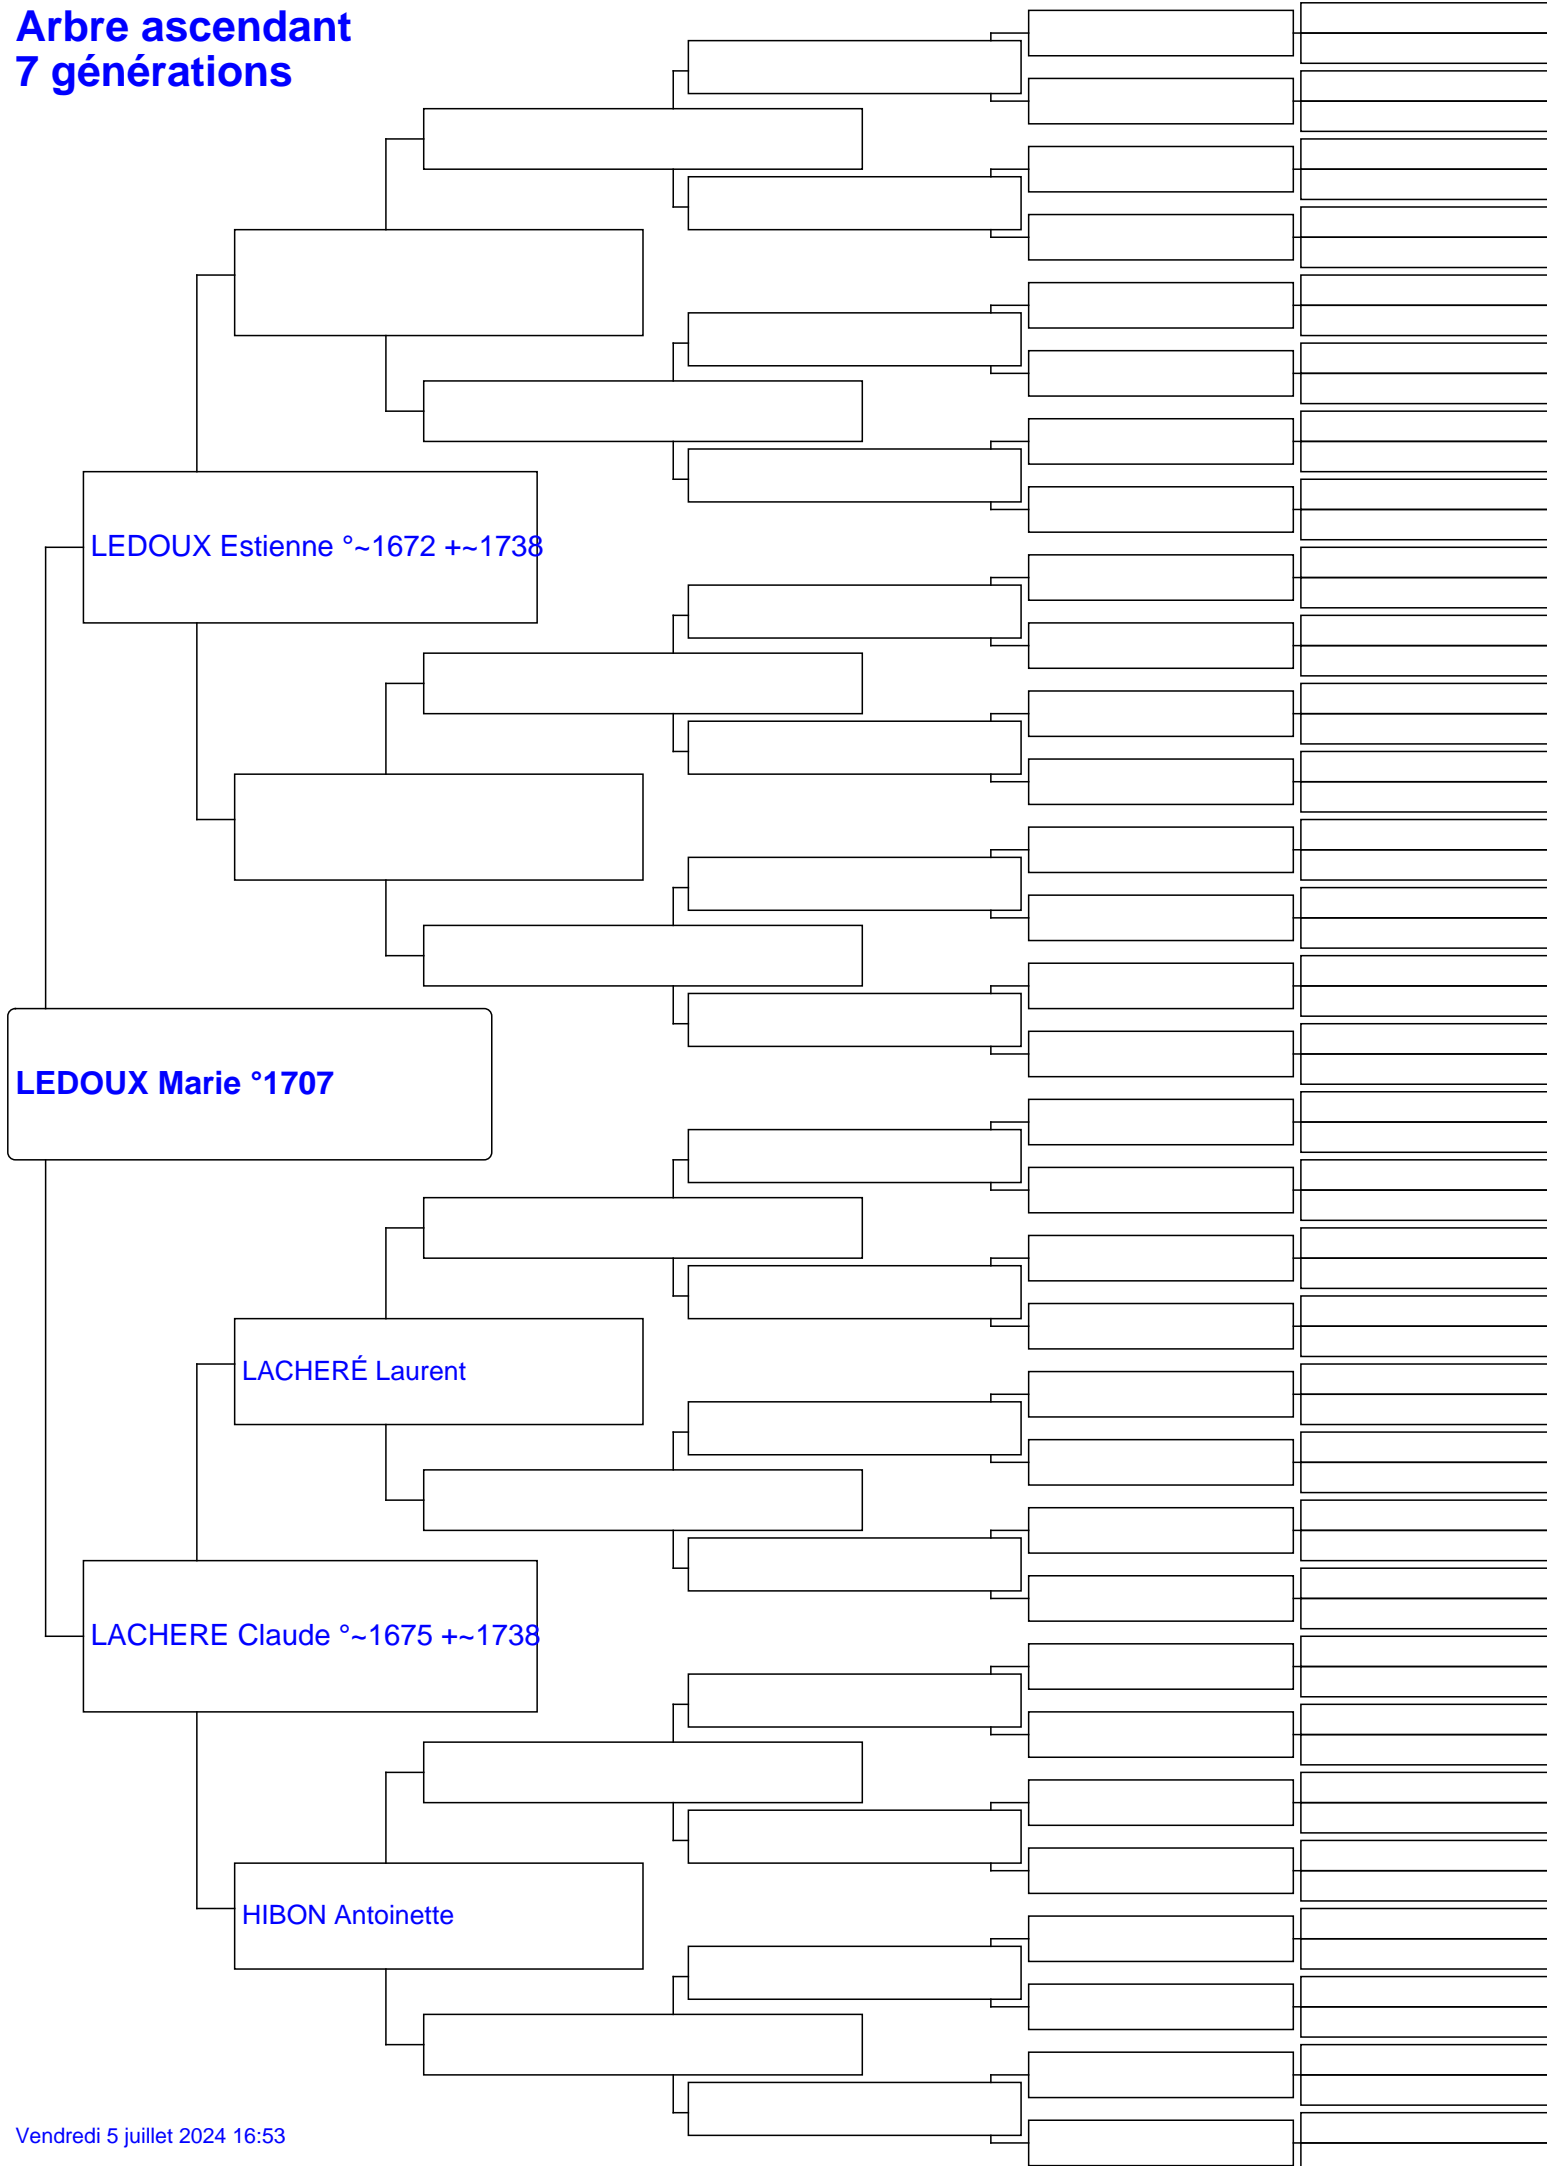 Arbre ascendant
7 générations
LEDOUX Estienne °~1672 +~1738
LEDOUX Marie °1707
LACHERÉ Laurent
LACHERE Claude °~1675 +~1738
HIBON Antoinette
Vendredi 5 juillet 2024 16:53